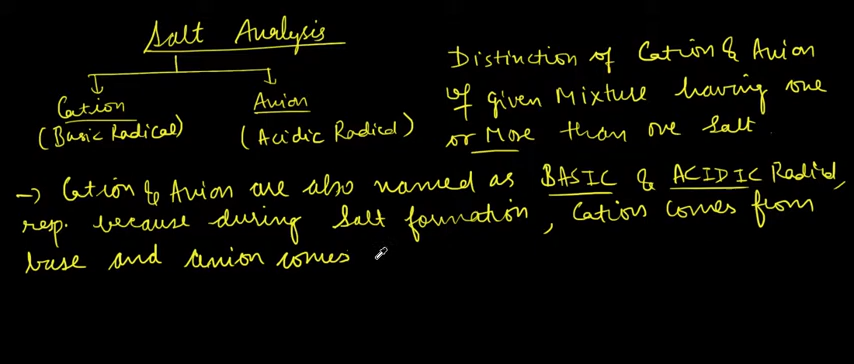 Salt Analysis
Cation
(Basic Radical)
Anion
(Acidic Radical)
Distinction of Cation & Anion
of given Mixture having one
or More than one Salt
→ Cation & Anion are also named as BASIC & ACIDIC Radical,
resp. because during Salt formation, Cation comes from
base and anion comes